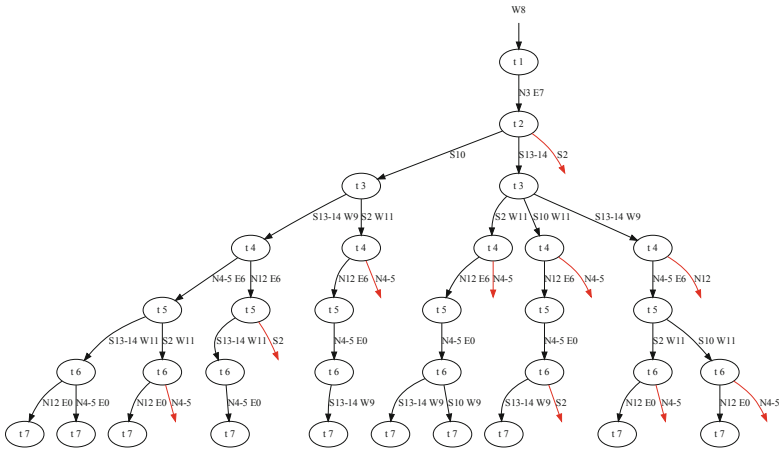 W8
t 1
N3 E7
t 2
S10 S13-14 S2
t 3 t 3
S13-14 W9 S2 W11 S2 W11 S10 W11 S13-14 W9
t 4 t 4 t 4 t 4 t 4
N4-5 E6 N12 E6 N12 E6 N4-5 N12 E6 N4-5 N12 E6 N4-5 N4-5 E6 N12
t 5 t 5 t 5 t 5 t 5 t 5
S13-14 W11 S2 W11 S13-14 W11 S2 N4-5 E0 N4-5 E0 N4-5 E0 S2 W11 S10 W11
t 6 t 6 t 6 t 6 t 6 t 6 t 6 t 6
N12 E0 N4-5 E0 N12 E0 N4-5 N4-5 E0 S13-14 W9 S13-14 W9 S10 W9 S13-14 W9 S2 N12 E0 N4-5 N12 E0 N4-5
t 7 t 7 t 7 t 7 t 7 t 7 t 7 t 7 t 7 t 7